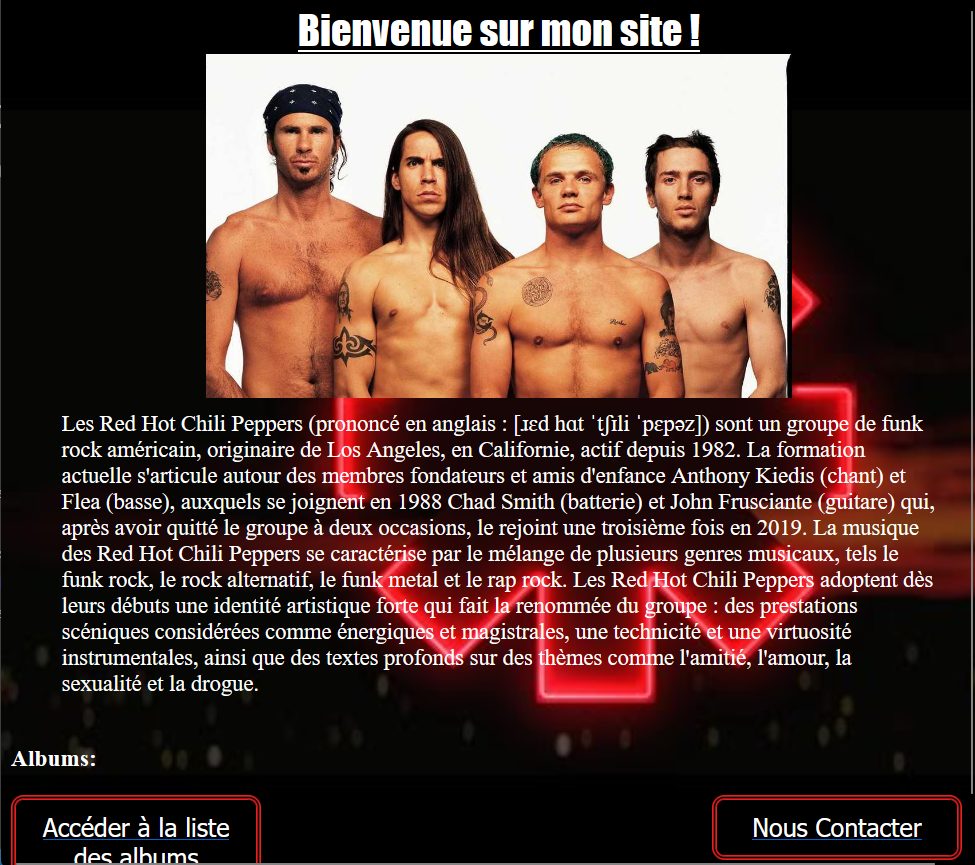 Bienvenue sur mon site !
Les Red Hot Chili Peppers (prononcé en anglais : [ɹɛd hɑt ˈtʃɪli ˈpɛpəz]) sont un groupe de funk
rock américain, originaire de Los Angeles, en Californie, actif depuis 1982. La formation
actuelle s'articule autour des membres fondateurs et amis d'enfance Anthony Kiedis (chant) et
Flea (basse), auxquels se joignent en 1988 Chad Smith (batterie) et John Frusciante (guitare) qui,
après avoir quitté le groupe à deux occasions, le rejoint une troisième fois en 2019. La musique
des Red Hot Chili Peppers se caractérise par le mélange de plusieurs genres musicaux, tels le
funk rock, le rock alternatif, le funk metal et le rap rock. Les Red Hot Chili Peppers adoptent dès
leurs débuts une identité artistique forte qui fait la renommée du groupe : des prestations
scéniques considérées comme énergiques et magistrales, une technicité et une virtuosité
instrumentales, ainsi que des textes profonds sur des thèmes comme l'amitié, l'amour, la
sexualité et la drogue.
Albums:
Accéder à la liste
des albums
Nous Contacter